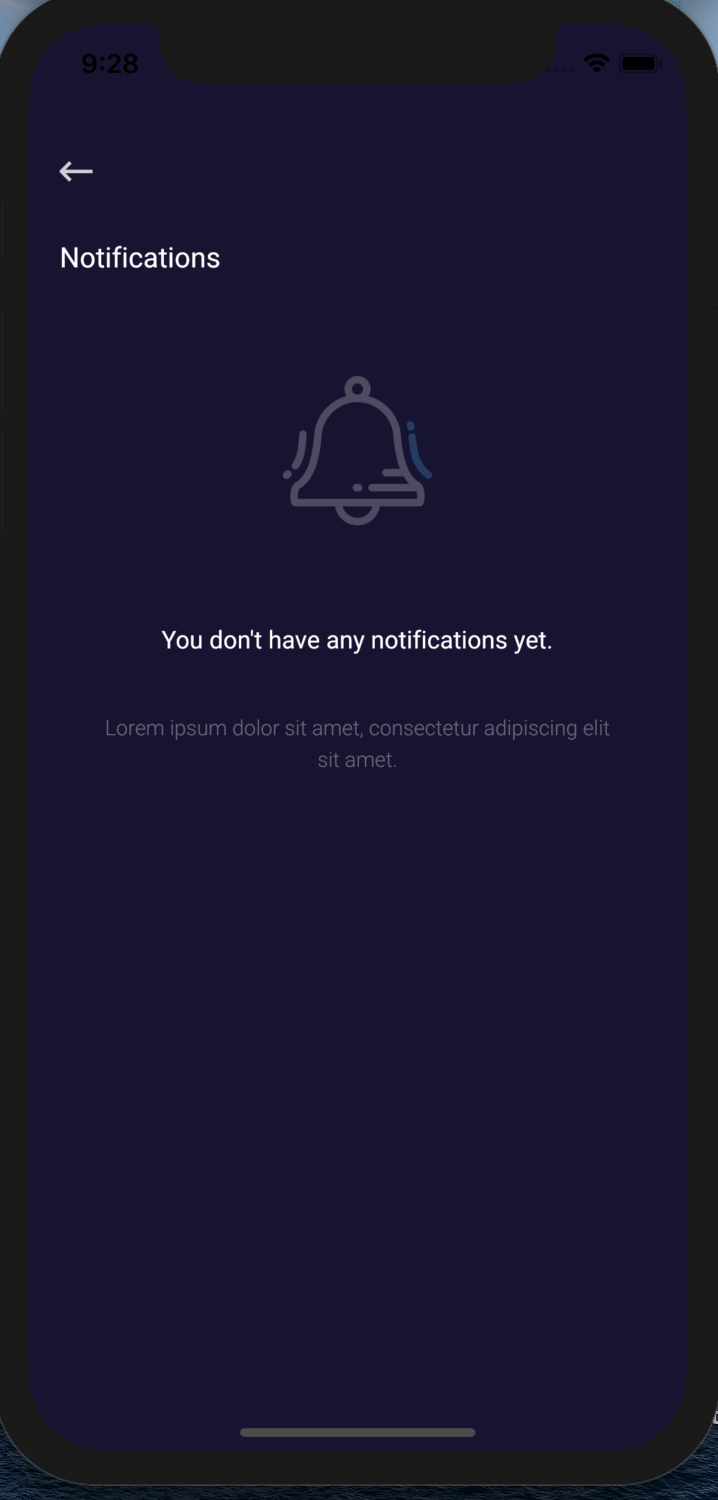 9:28
Notifications
You don't have any notifications yet.
Lorem ipsum dolor sit amet, consectetur adipiscing elit
sit amet.